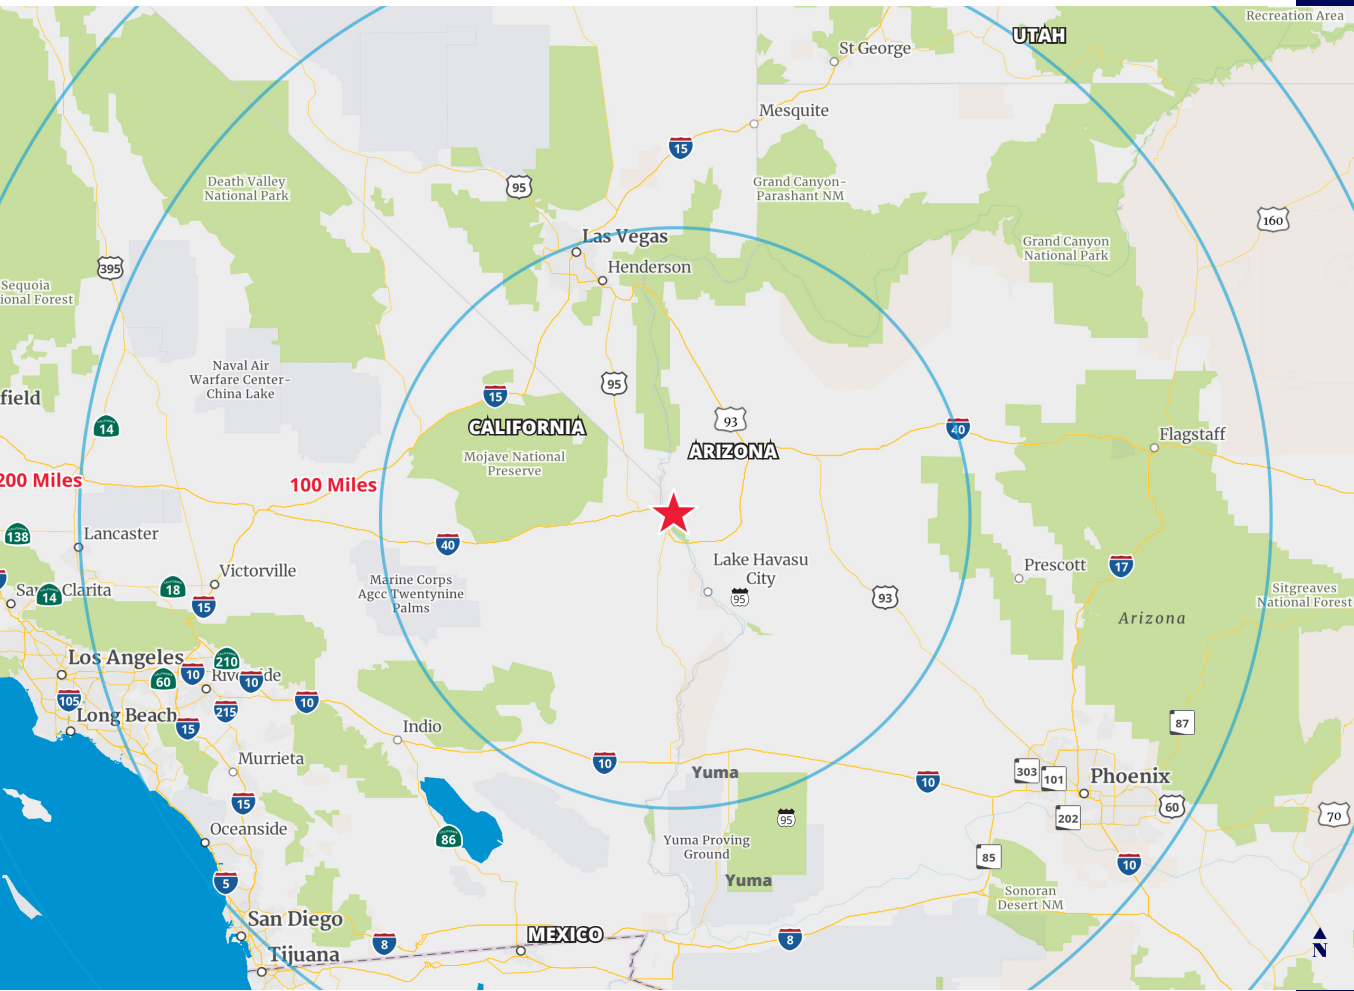 Recreation Area
UTAH
St George
Mesquite
15
Death Valley
National Park
95
Grand Canyon-
Parashant NM
160
Las Vegas
Grand Canyon
National Park
395
Henderson
Sequoia
ional Forest
Naval Air
Warfare Center-
China Lake
95
15
field
14
CALIFORNIA
93
40
Flagstaff
ARIZONA
Mojave National
Preserve
200 Miles
100 Miles
138
Lancaster
40
Lake Havasu
City
Prescott
17
Victorville
Marine Corps
Agcc Twentynine
Palms
18
14
Clarita
15
95
93
Sitgreaves
National Forest
Arizona
Los Angeles
210
10
60
10
105
10
215
Long Beach
15
Indio
87
Murrieta
10
Yuma
303
101
Phoenix
10
15
60
202
70
95
Oceanside
86
Yuma Proving
Ground
85
10
5
Yuma
Sonoran
Desert NM
San Diego
8
MEXICO
8
N
Tijuana